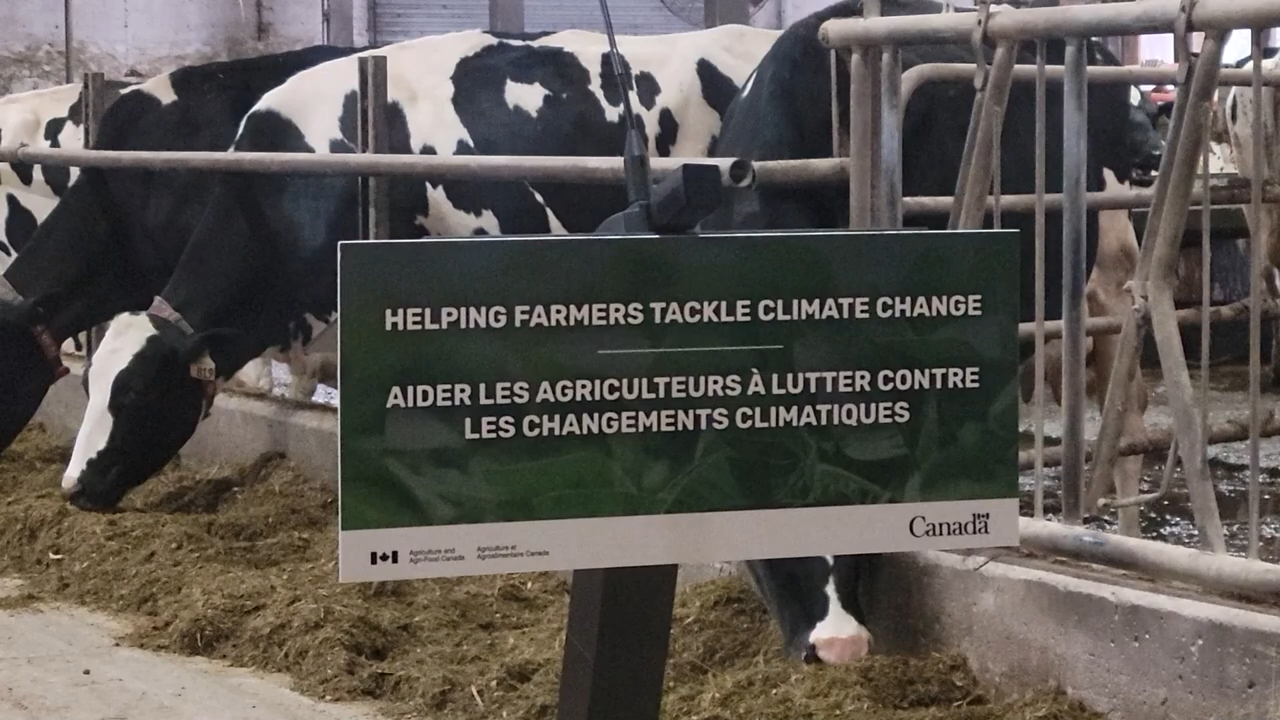 HELPING FARMERS TACKLE CLIMATE CHANGE
AIDER LES AGRICULTEURS À LUTTER CONTRE
LES CHANGEMENTS CLIMATIQUES
Agriculture and
Agri-Food Canada
Agriculture et
Agroalimentaire Canada
Canada